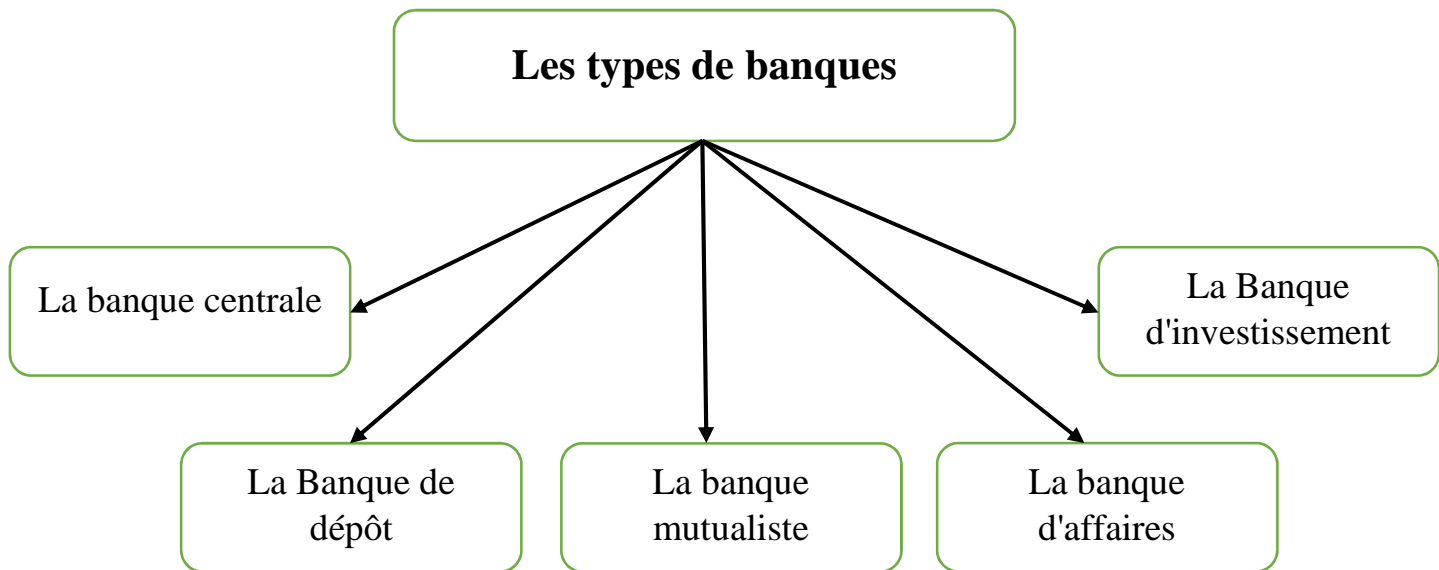 Les types de banques
La banque centrale
La Banque
d'investissement
La Banque de
dépôt
La banque
mutualiste
La banque
d'affaires